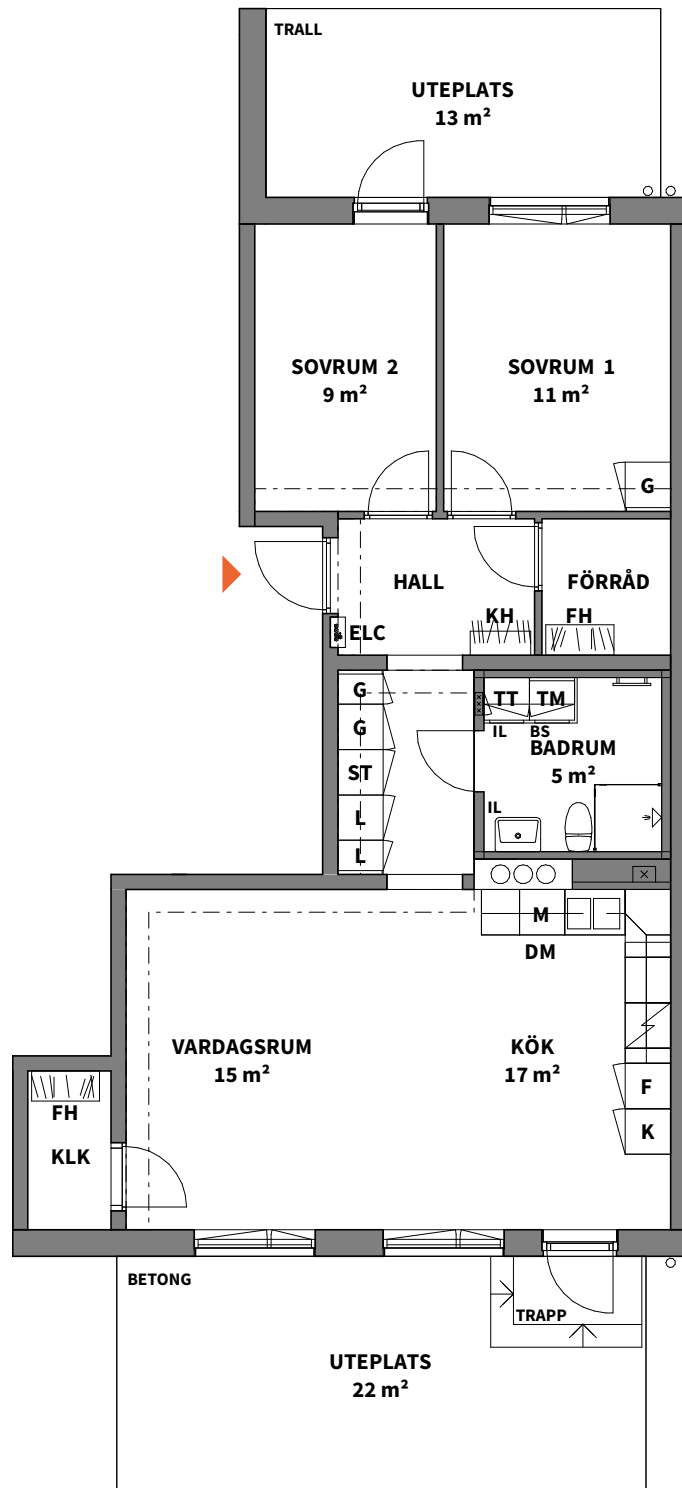 TRALL
UTEPLATS
13 m²
SOVRUM 2
9 m²
SOVRUM 1
11 m²
G
HALL
FÖRRÅD
KH
FH
ELC
G
G
ST
L
L
TT
TM
IL
BS
BADRUM
5 m²
IL
M
DM
VARDAGSRUM
15 m²
KÖK
17 m²
F
K
FH
KLK
BETONG
TRAPP
UTEPLATS
22 m²